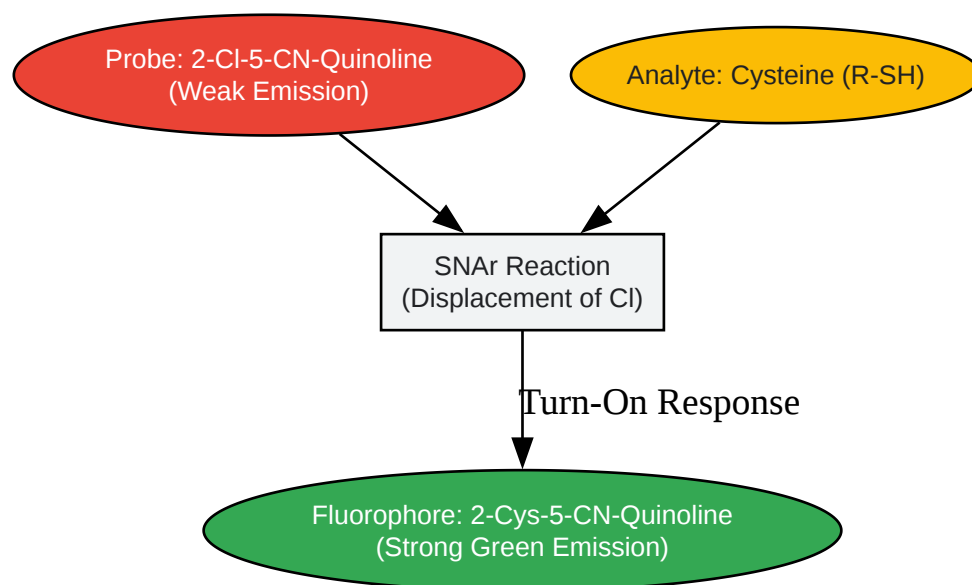 Probe: 2-Cl-5-CN-Quinoline
(Weak Emission)
Analyte: Cysteine (R-SH)
SNAr Reaction
(Displacement of Cl)
Turn-On Response
Fluorophore: 2-Cys-5-CN-Quinoline
(Strong Green Emission)